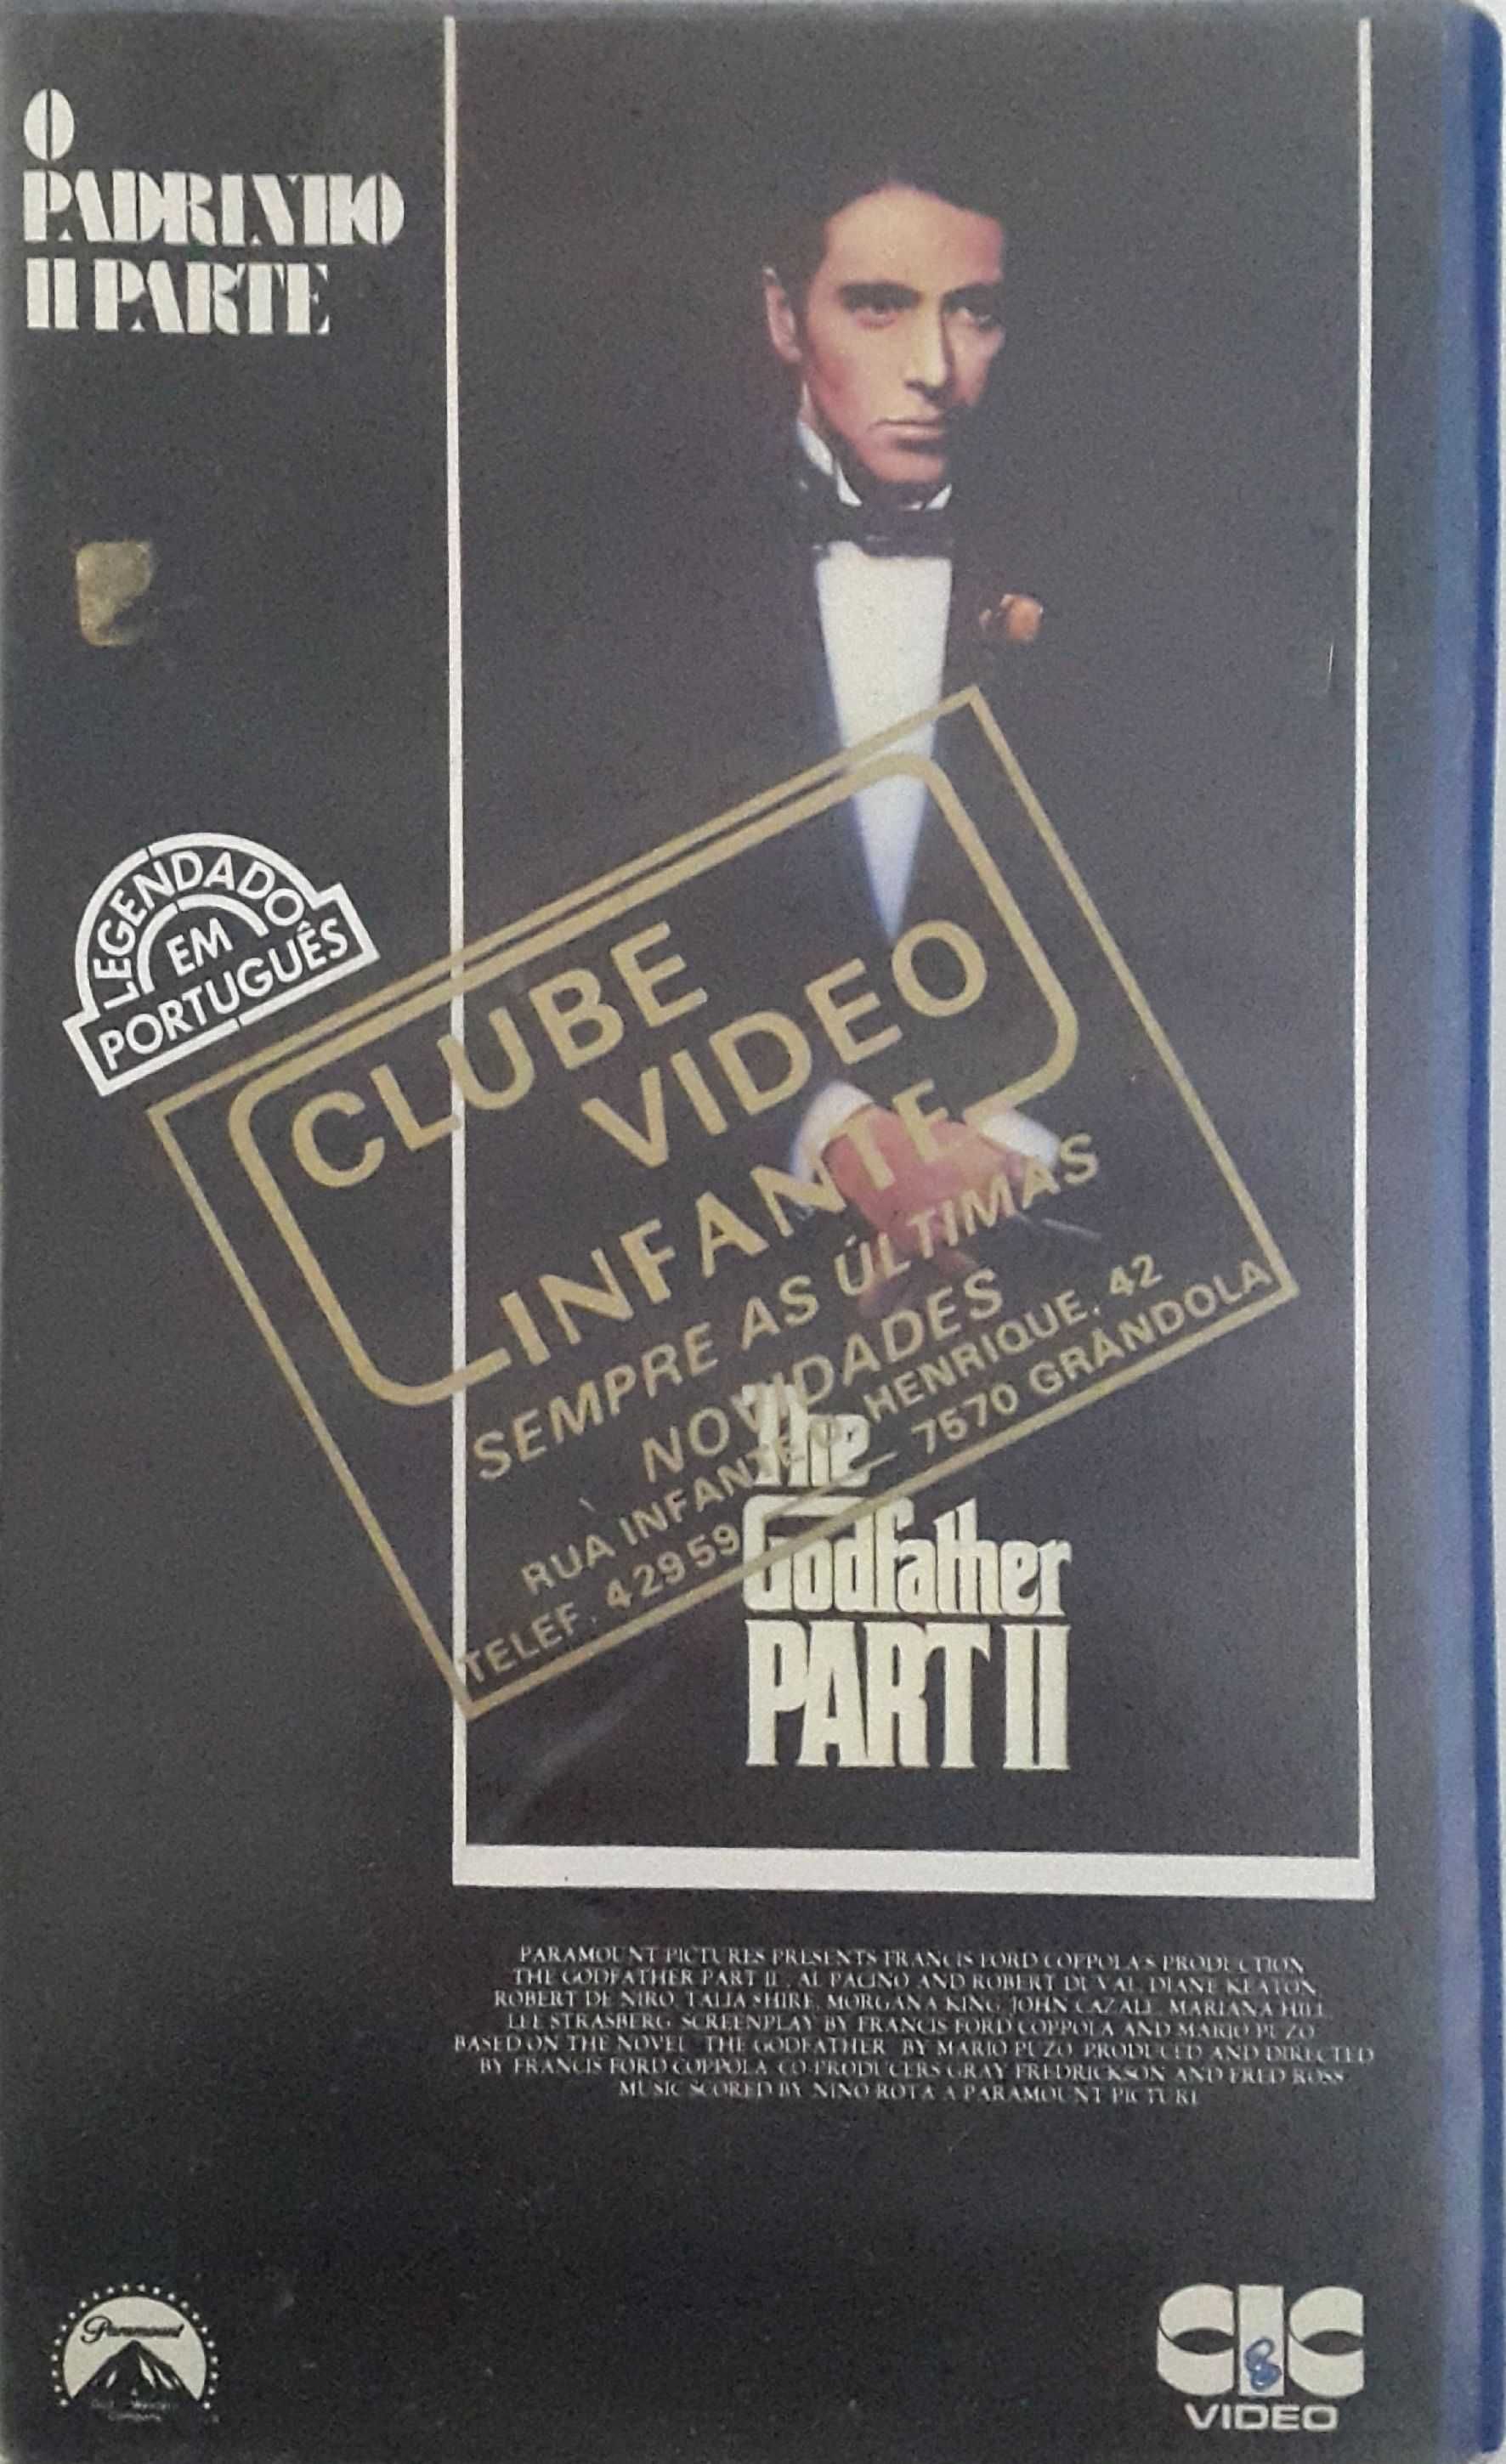 O
PADRINHO
II PARTE
LEGENDADO
EM
PORTUGUÊS
CLUBE
VIDEO
INFANTE
SEMPRE AS ÚLTIMAS
NOVIDADES
RUA INFANTE D. HENRIQUE, 42
TELEF. 42959 — 7570 GRÂNDOLA
The
Godfather
PART II
PARAMOUNT PICTURES PRESENTS FRANCIS FORD COPPOLA'S PRODUCTION
THE GODFATHER PART II. AL PACINO AND ROBERT DUVAL, DIANE KEATON,
ROBERT DE NIRO, TALIA SHIRE, MORGANA KING, JOHN CAZALE, MARIANA HILL,
LEE STRASBERG SCREENPLAY BY FRANCIS FORD COPPOLA AND MARIO PUZO
BASED ON THE NOVEL "THE GODFATHER" BY MARIO PUZO PRODUCED AND DIRECTED
BY FRANCIS FORD COPPOLA CO-PRODUCERS GRAY FREDRICKSON AND FRED ROSS
MUSIC SCORED BY NINO ROTA A PARAMOUNT PICTURE
Paramount
A
Company
CIC
8
VIDEO